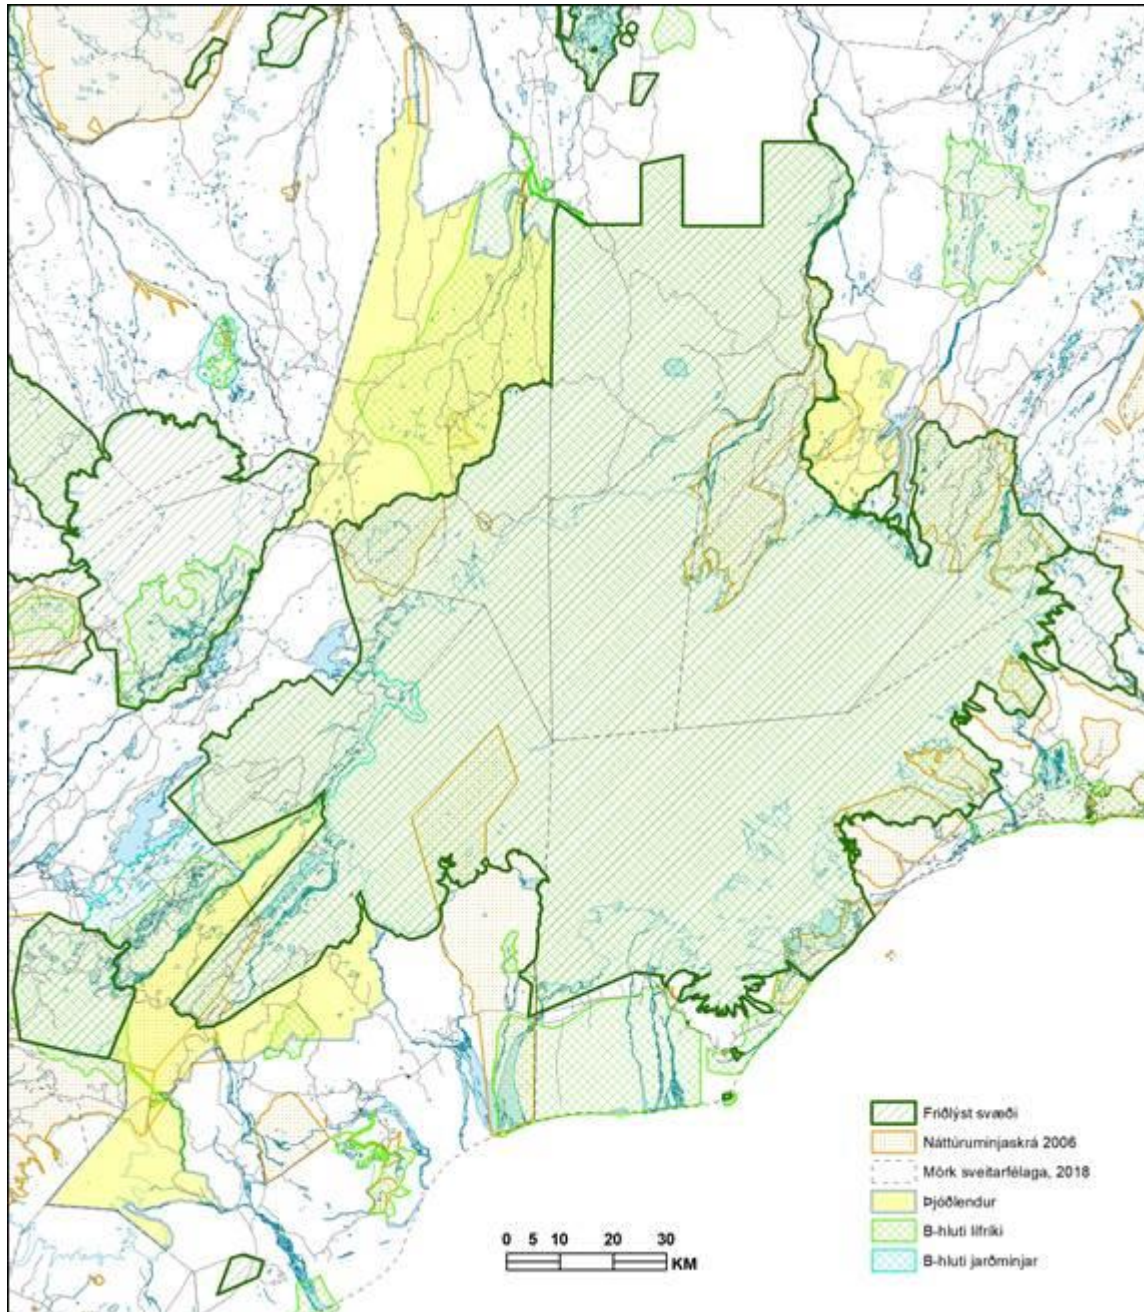 Friðlýst svæði
Náttúruminjaskrá 2006
Mörk sveitarfélaga, 2018
Þjóðlendur
B-hluti lífríki
B-hluti jarðminjar
0 5 10 20 30
KM